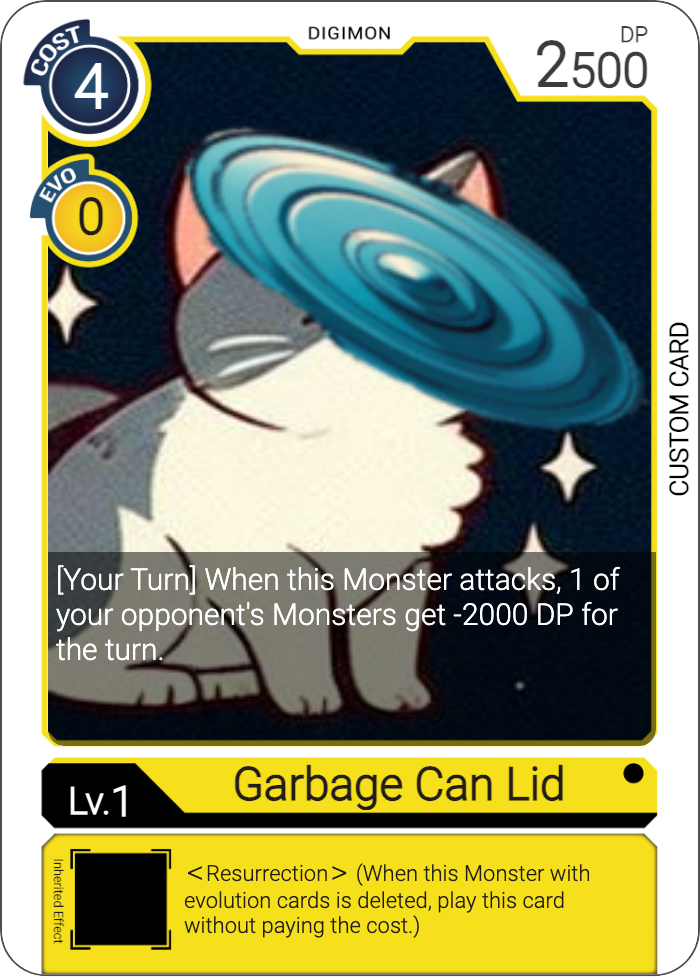 DIGIMON
COST
4
DP
2500
EVO
0
CUSTOM CARD
[Your Turn] When this Monster attacks, 1 of
your opponent's Monsters get -2000 DP for
the turn.
Lv.1
Garbage Can Lid
Inherited Effect
<Resurrection> (When this Monster with
evolution cards is deleted, play this card
without paying the cost.)